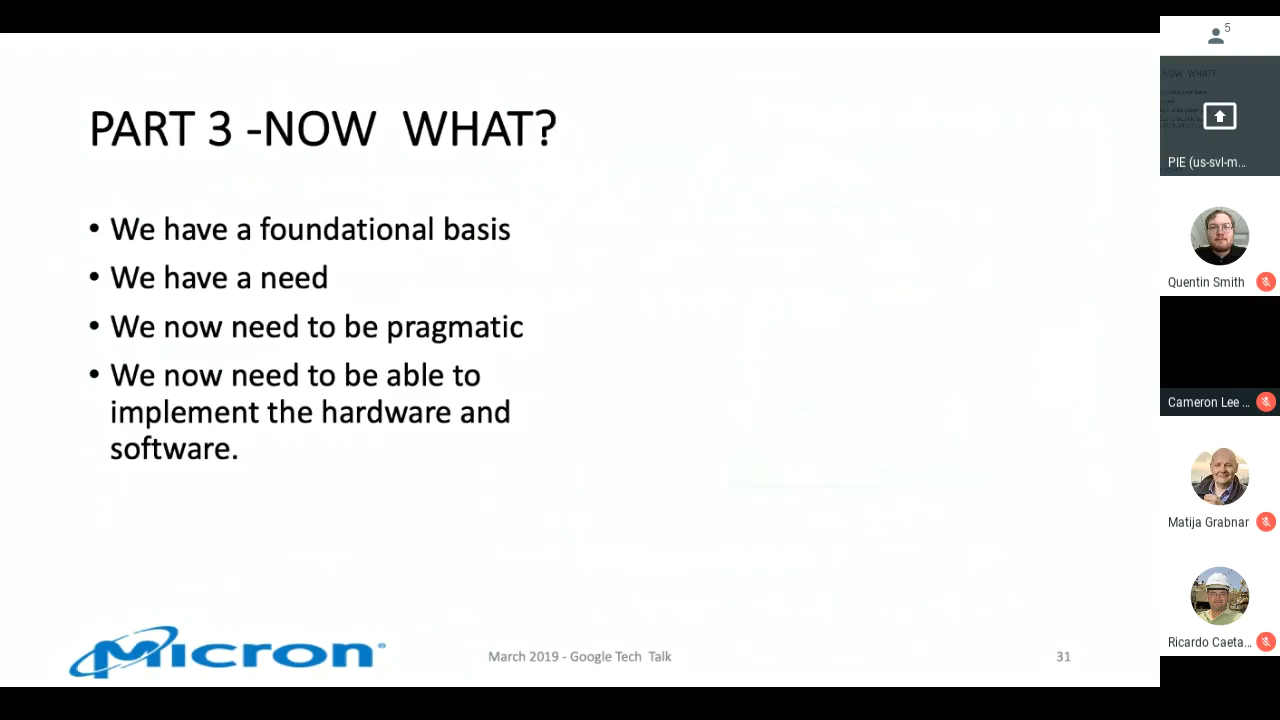 PART 3 -NOW  WHAT?
• We have a foundational basis
• We have a need
• We now need to be pragmatic
• We now need to be able to
implement the hardware and
software.
Micron®
March 2019 - Google Tech  Talk
31
5
NOW WHAT?
PIE (us-svl-m...
Quentin Smith
Cameron Lee ...
Matija Grabnar
Ricardo Caeta...